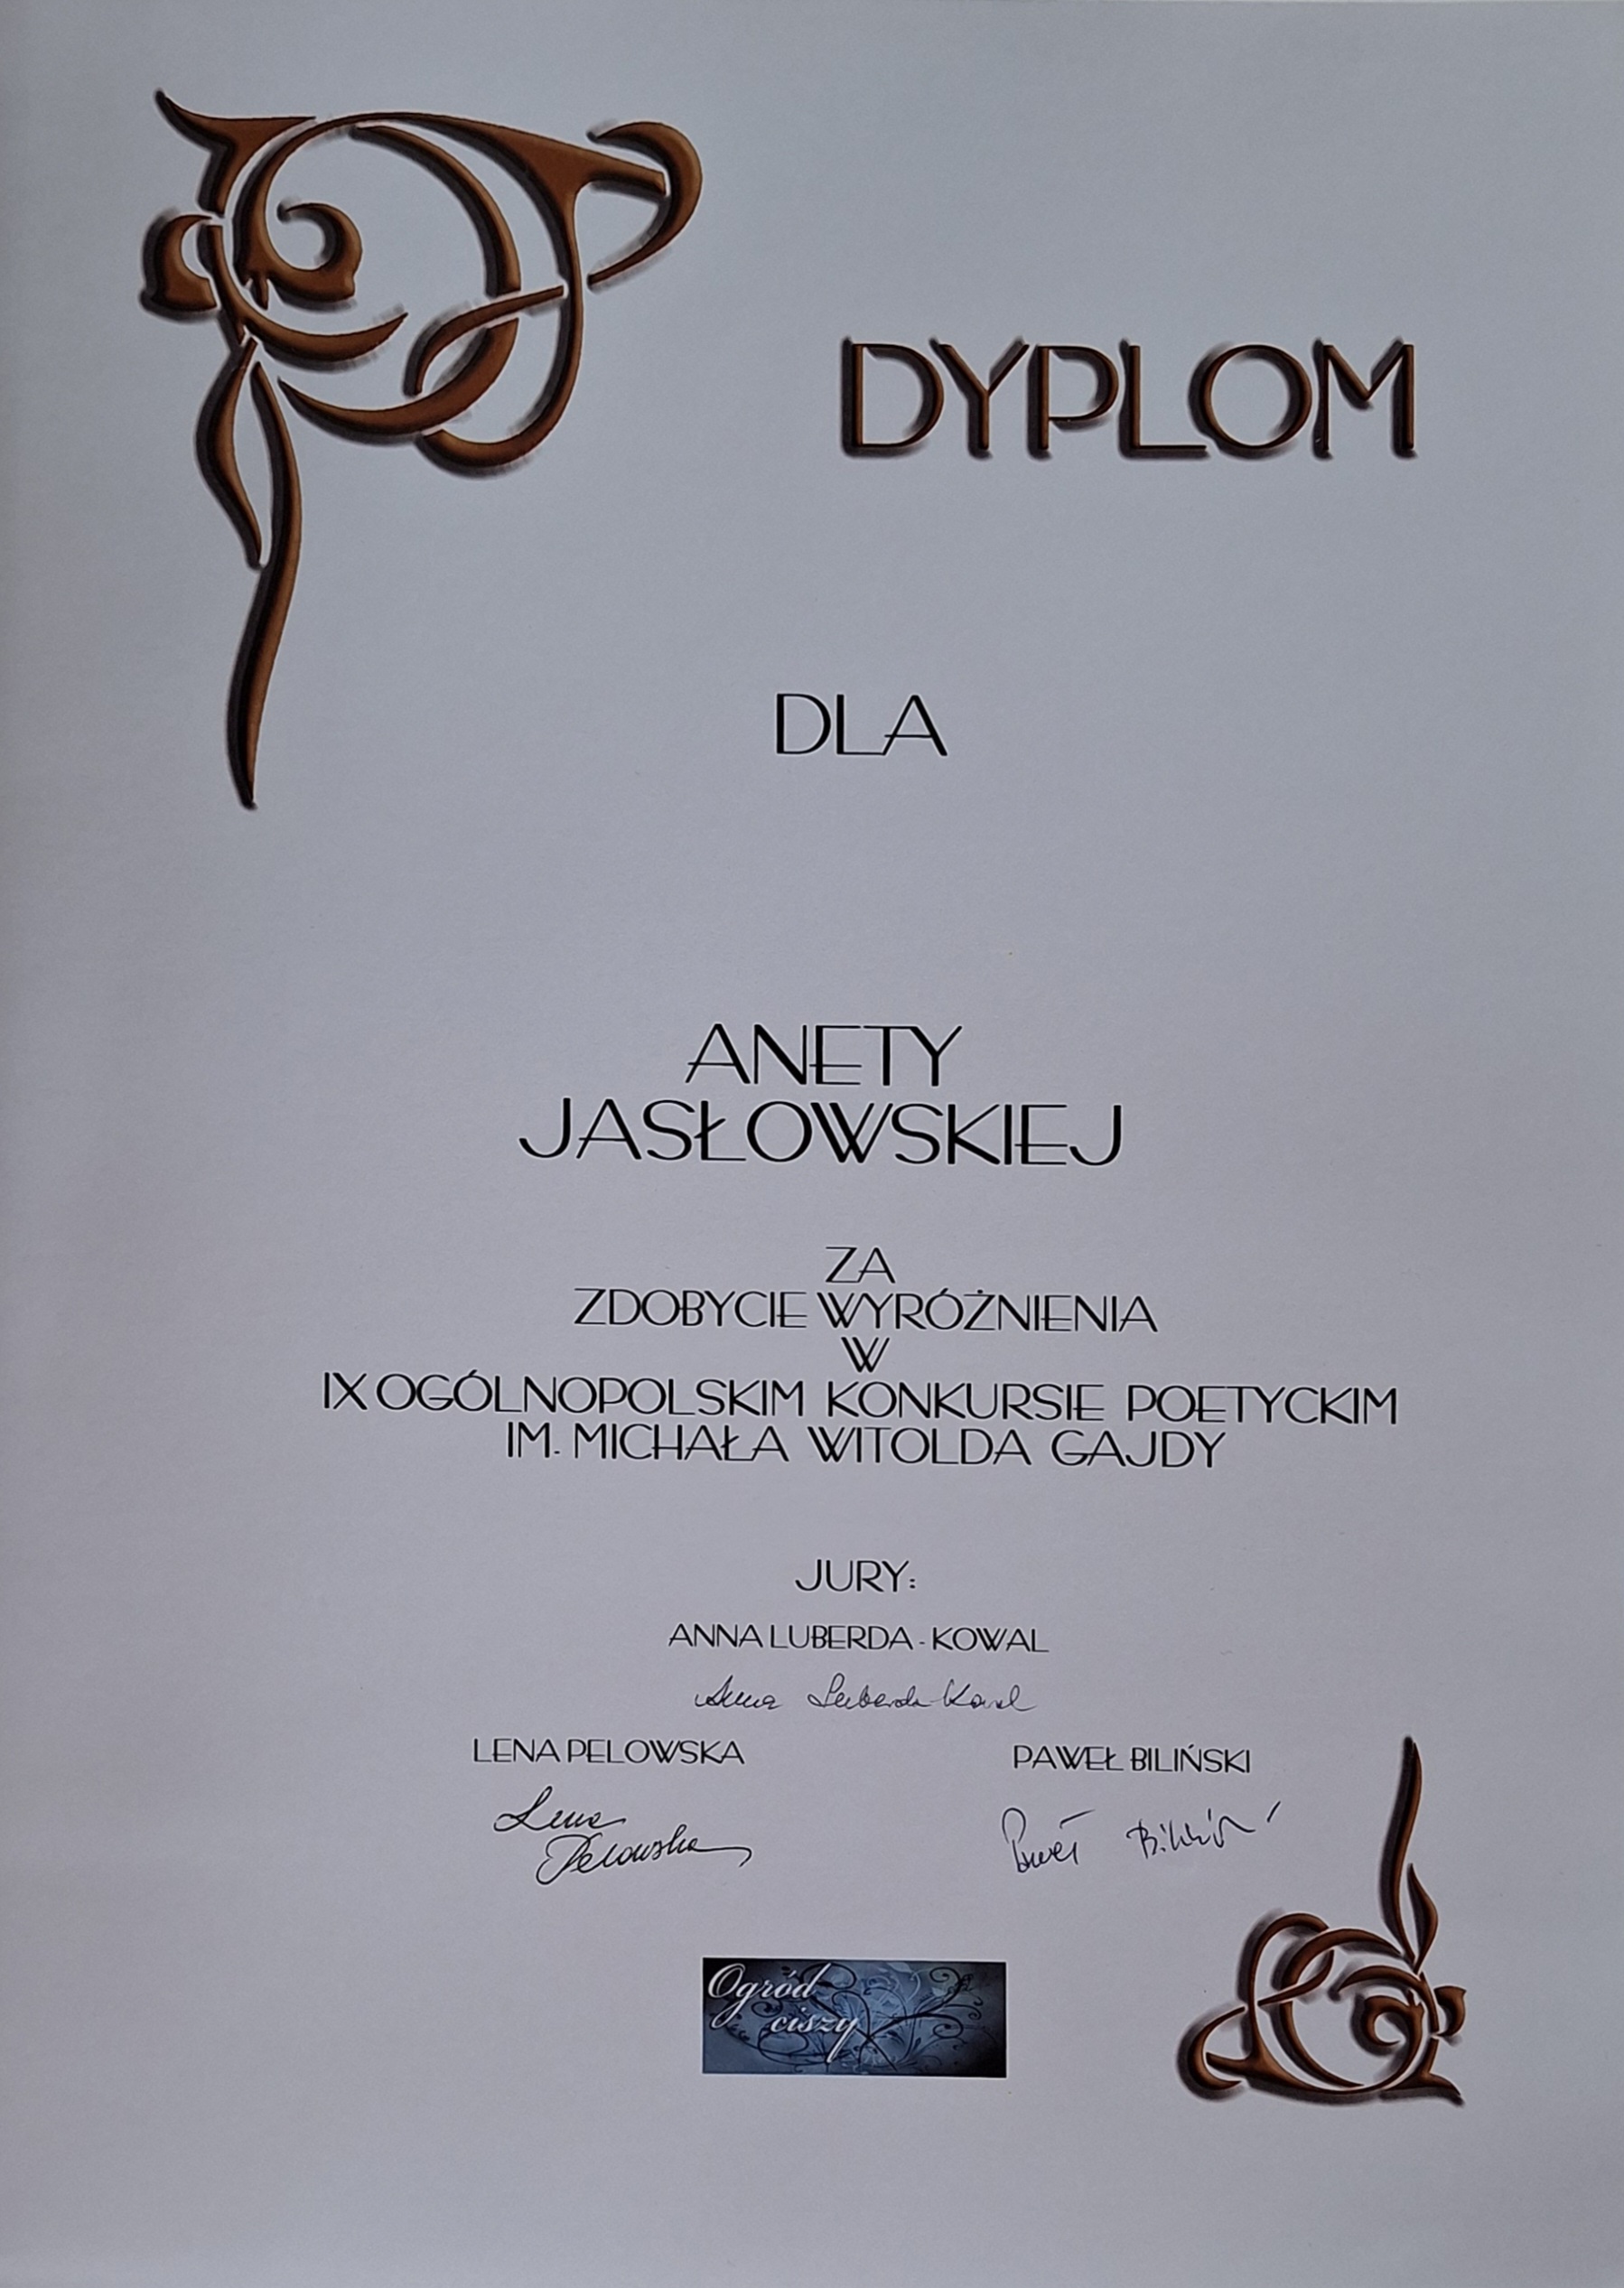 DYPLOM
DLA
ANETY
JASŁOWSKIEJ
ZA
ZDOBYCIE WYRÓŻNIENIA
W
IX OGÓLNOPOLSKIM KONKURSIE POETYCKIM
IM. MICHAŁA WITOLDA GAJDY
JURY:
ANNA LUBERDA - KOWAL
Anna Luberda-Kowal
LENA PELOWSKA
PAWEŁ BILIŃSKI
Lena
Pelowska
Paweł Biliński
Ogród
ciszy